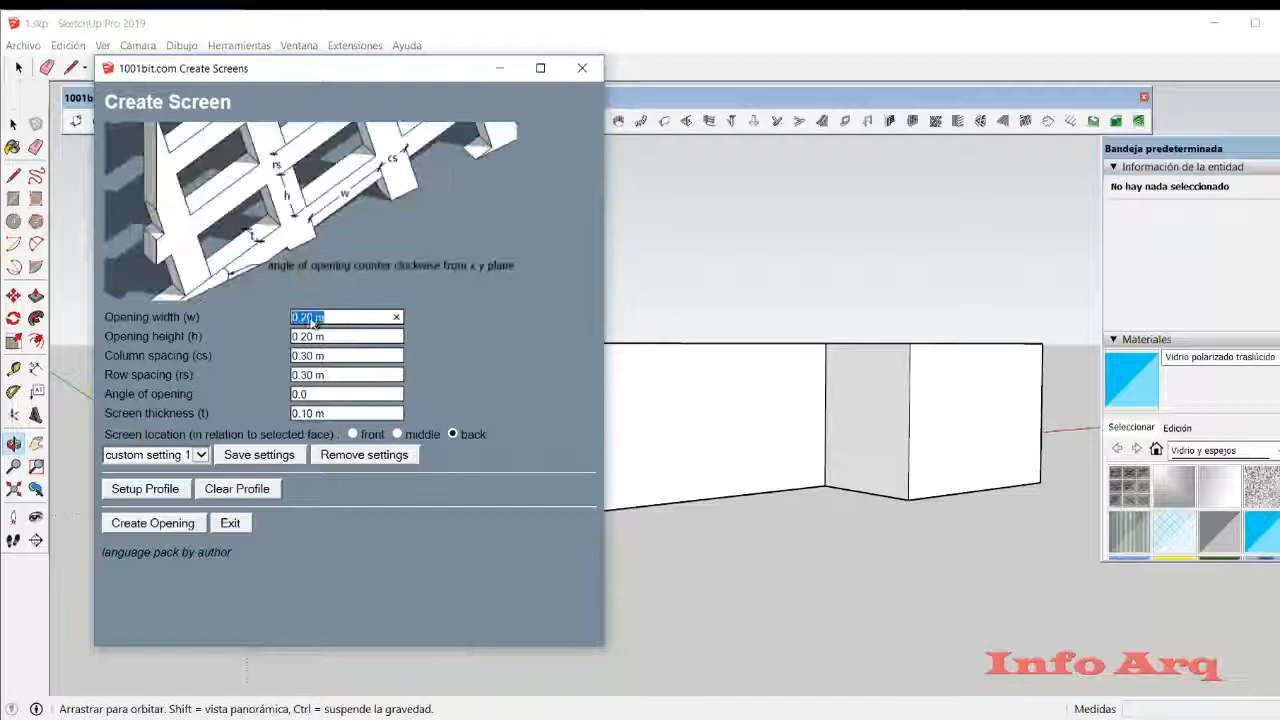 1.skp - SketchUp Pro 2019
Archivo Edición Ver Cámara Dibujo Herramientas Ventana Extensiones Ayuda
1001bit.com Create Screens
1001b
Create Screen
rs
cs
h
w
t
angle of opening counter clockwise from x y plane
Opening width (w) 0.20 m
Opening height (h) 0.20 m
Column spacing (cs) 0.30 m
Row spacing (rs) 0.30 m
Angle of opening 0.0
Screen thickness (t) 0.10 m
Screen location (in relation to selected face) : front middle back
custom setting 1 Save settings Remove settings
Setup Profile Clear Profile
Create Opening Exit
language pack by author
Bandeja predeterminada
Información de la entidad
No hay nada seleccionado
Materiales
Vidrio polarizado traslúcido
Seleccionar Edición
Vidrio y espejos
Info Arq
Arrastrar para orbitar. Shift = vista panorámica, Ctrl = suspende la gravedad.
Medidas